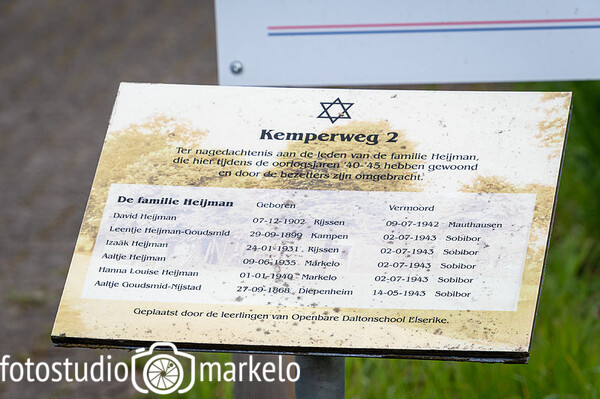 Kemperweg 2
Ter nagedachtenis aan de leden van de familie Heijman,
die hier tijdens de oorlogsjaren '40-'45 hebben gewoond
en door de bezetters zijn omgebracht.
De familie Heijman Geboren Vermoord
David Heijman 07-12-1902 Rijssen 09-07-1942 Mauthausen
Leentje Heijman-Goudsmid 29-09-1899 Kampen 02-07-1943 Sobibor
Izaäk Heijman 24-01-1931 Rijssen 02-07-1943 Sobibor
Aaltje Heijman 09-06-1935 Markelo 02-07-1943 Sobibor
Hanna Louise Heijman 01-01-1940 Markelo 02-07-1943 Sobibor
Aaltje Goudsmid-Nijstad 27-09-1868 Diepenheim 14-05-1943 Sobibor
Geplaatst door de leerlingen van Openbare Daltonschool Elserike.
fotostudio markelo